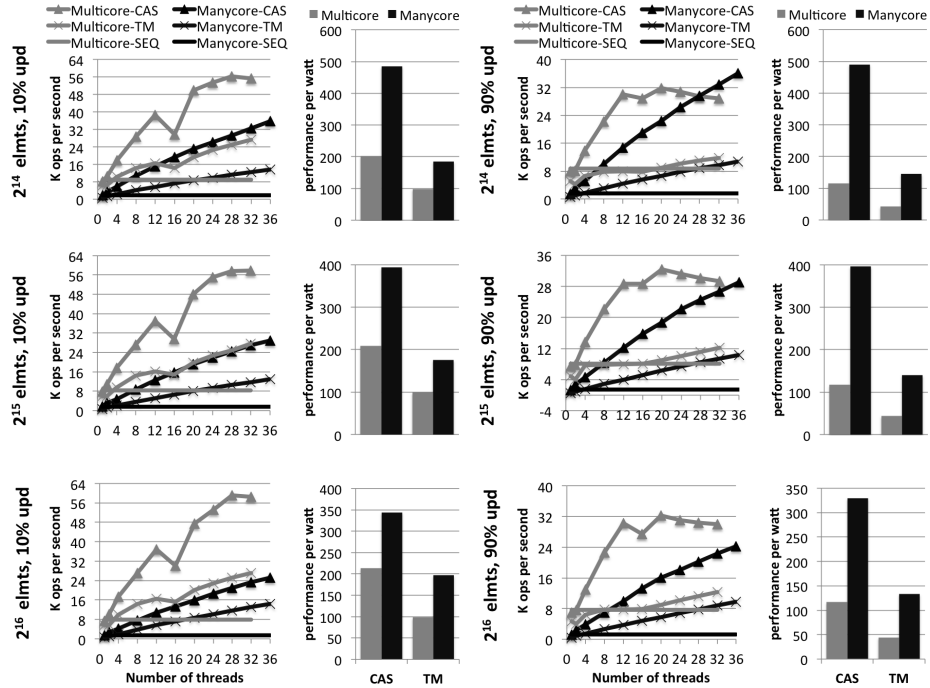 Multicore-CAS Manycore-CAS
Multicore-TM Manycore-TM
Multicore-SEQ Manycore-SEQ
Multicore Manycore
Multicore-CAS Manycore-CAS
Multicore-TM Manycore-TM
Multicore-SEQ Manycore-SEQ
Multicore Manycore
2^14 elmts, 10% upd
K ops per second
64
56
48
40
32
24
16
8
0
0 4 8 12 16 20 24 28 32 36
performance per watt
600
500
400
300
200
100
0
2^14 elmts, 90% upd
K ops per second
40
32
24
16
8
0
0 4 8 12 16 20 24 28 32 36
performance per watt
600
500
400
300
200
100
0
2^15 elmts, 10% upd
K ops per second
64
56
48
40
32
24
16
8
0
0 4 8 12 16 20 24 28 32 36
performance per watt
400
300
200
100
0
2^15 elmts, 90% upd
K ops per second
36
28
20
12
4
-4
0 4 8 12 16 20 24 28 32 36
performance per watt
400
300
200
100
0
2^16 elmts, 10% upd
K ops per second
64
56
48
40
32
24
16
8
0
0 4 8 12 16 20 24 28 32 36
Number of threads
performance per watt
400
350
300
250
200
150
100
50
0
CAS TM
2^16 elmts, 90% upd
K ops per second
40
32
24
16
8
0
0 4 8 12 16 20 24 28 32 36
Number of threads
performance per watt
350
300
250
200
150
100
50
0
CAS TM